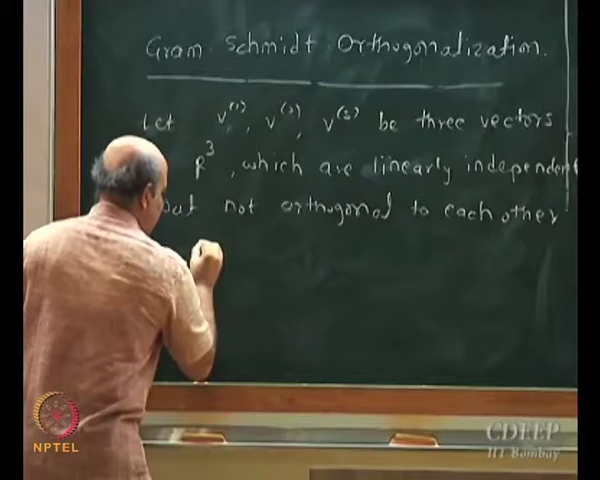 Gram Schmidt Orthogonalization.
Let v⁽¹⁾, v⁽²⁾, v⁽³⁾ be three vectors
R³, which are linearly independent
but not orthogonal to each other
NPTEL
CDEEP
IIT Bombay